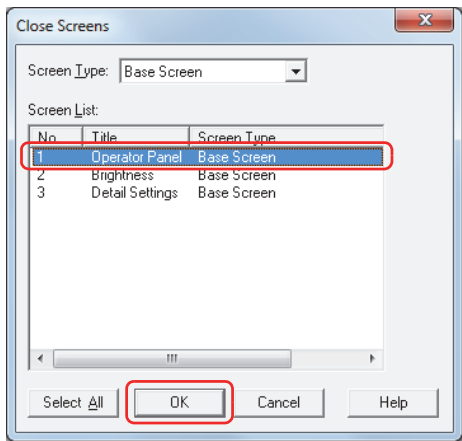 Close Screens
Screen Type: Base Screen
Screen List:
No. Title Screen Type
1 Operator Panel Base Screen
2 Brightness Base Screen
3 Detail Settings Base Screen
Select All OK Cancel Help